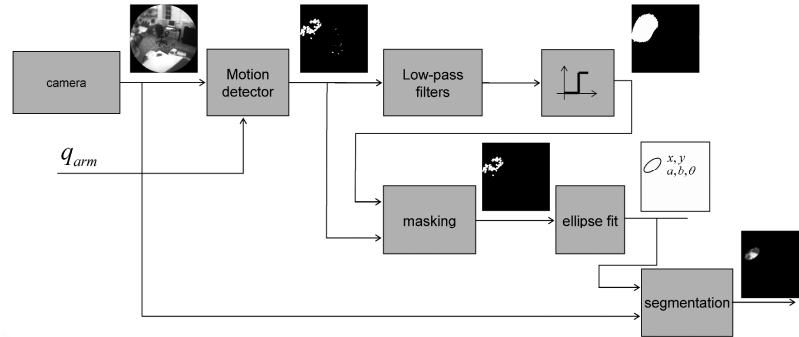 camera
Motion
detector
Low-pass
filters
q_arm
x, y
a, b, θ
masking
ellipse fit
segmentation